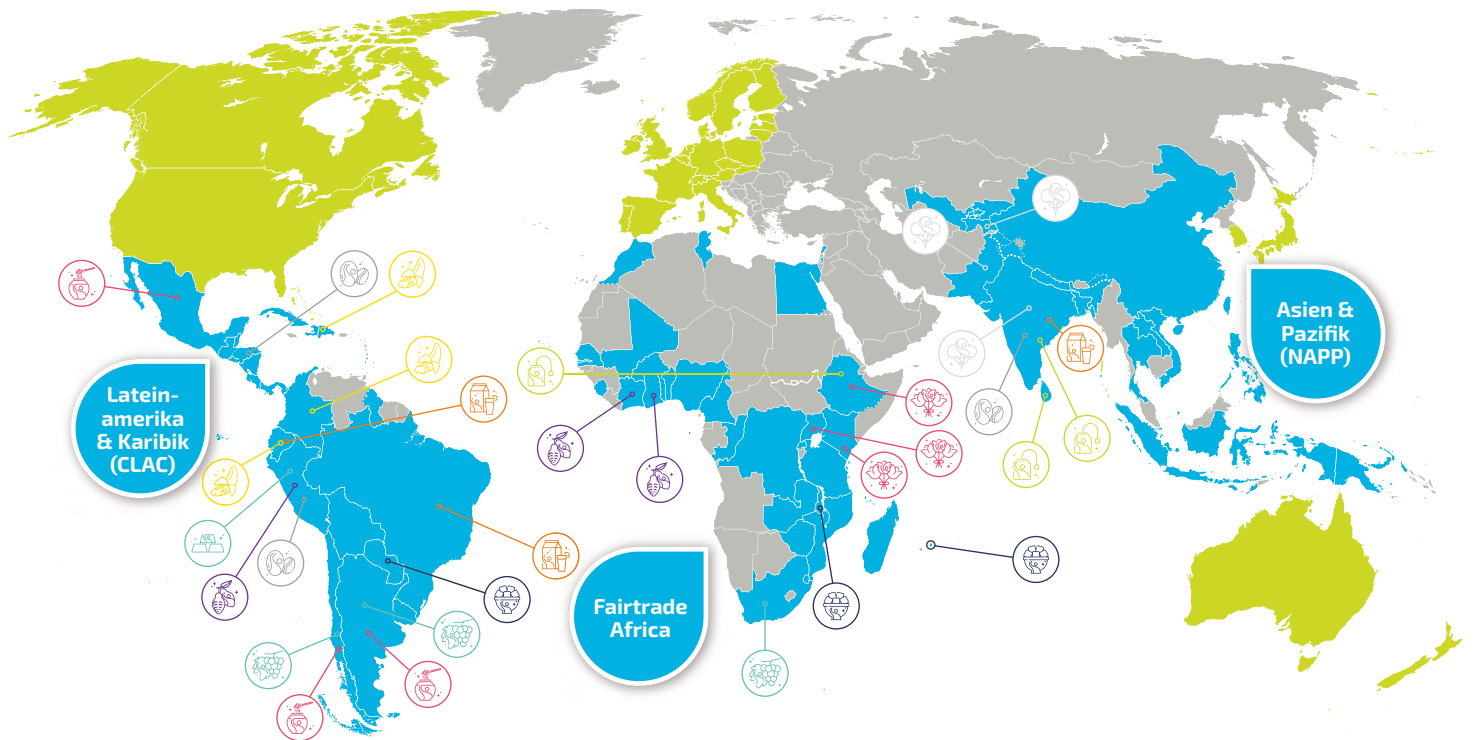 Latein-
amerika
& Karibik
(CLAC)
Fairtrade
Africa
Asien &
Pazifik
(NAPP)